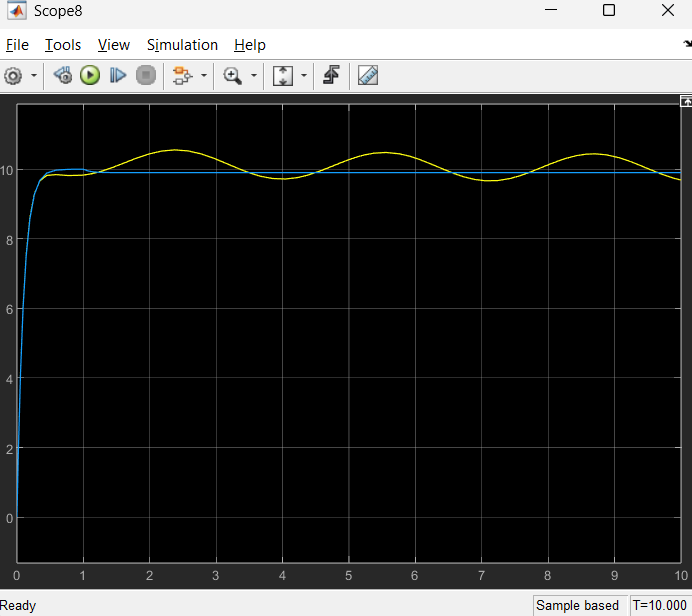 Scope8
File Tools View Simulation Help
10
8
6
4
2
0
0 1 2 3 4 5 6 7 8 9 10
Ready Sample based T=10.000